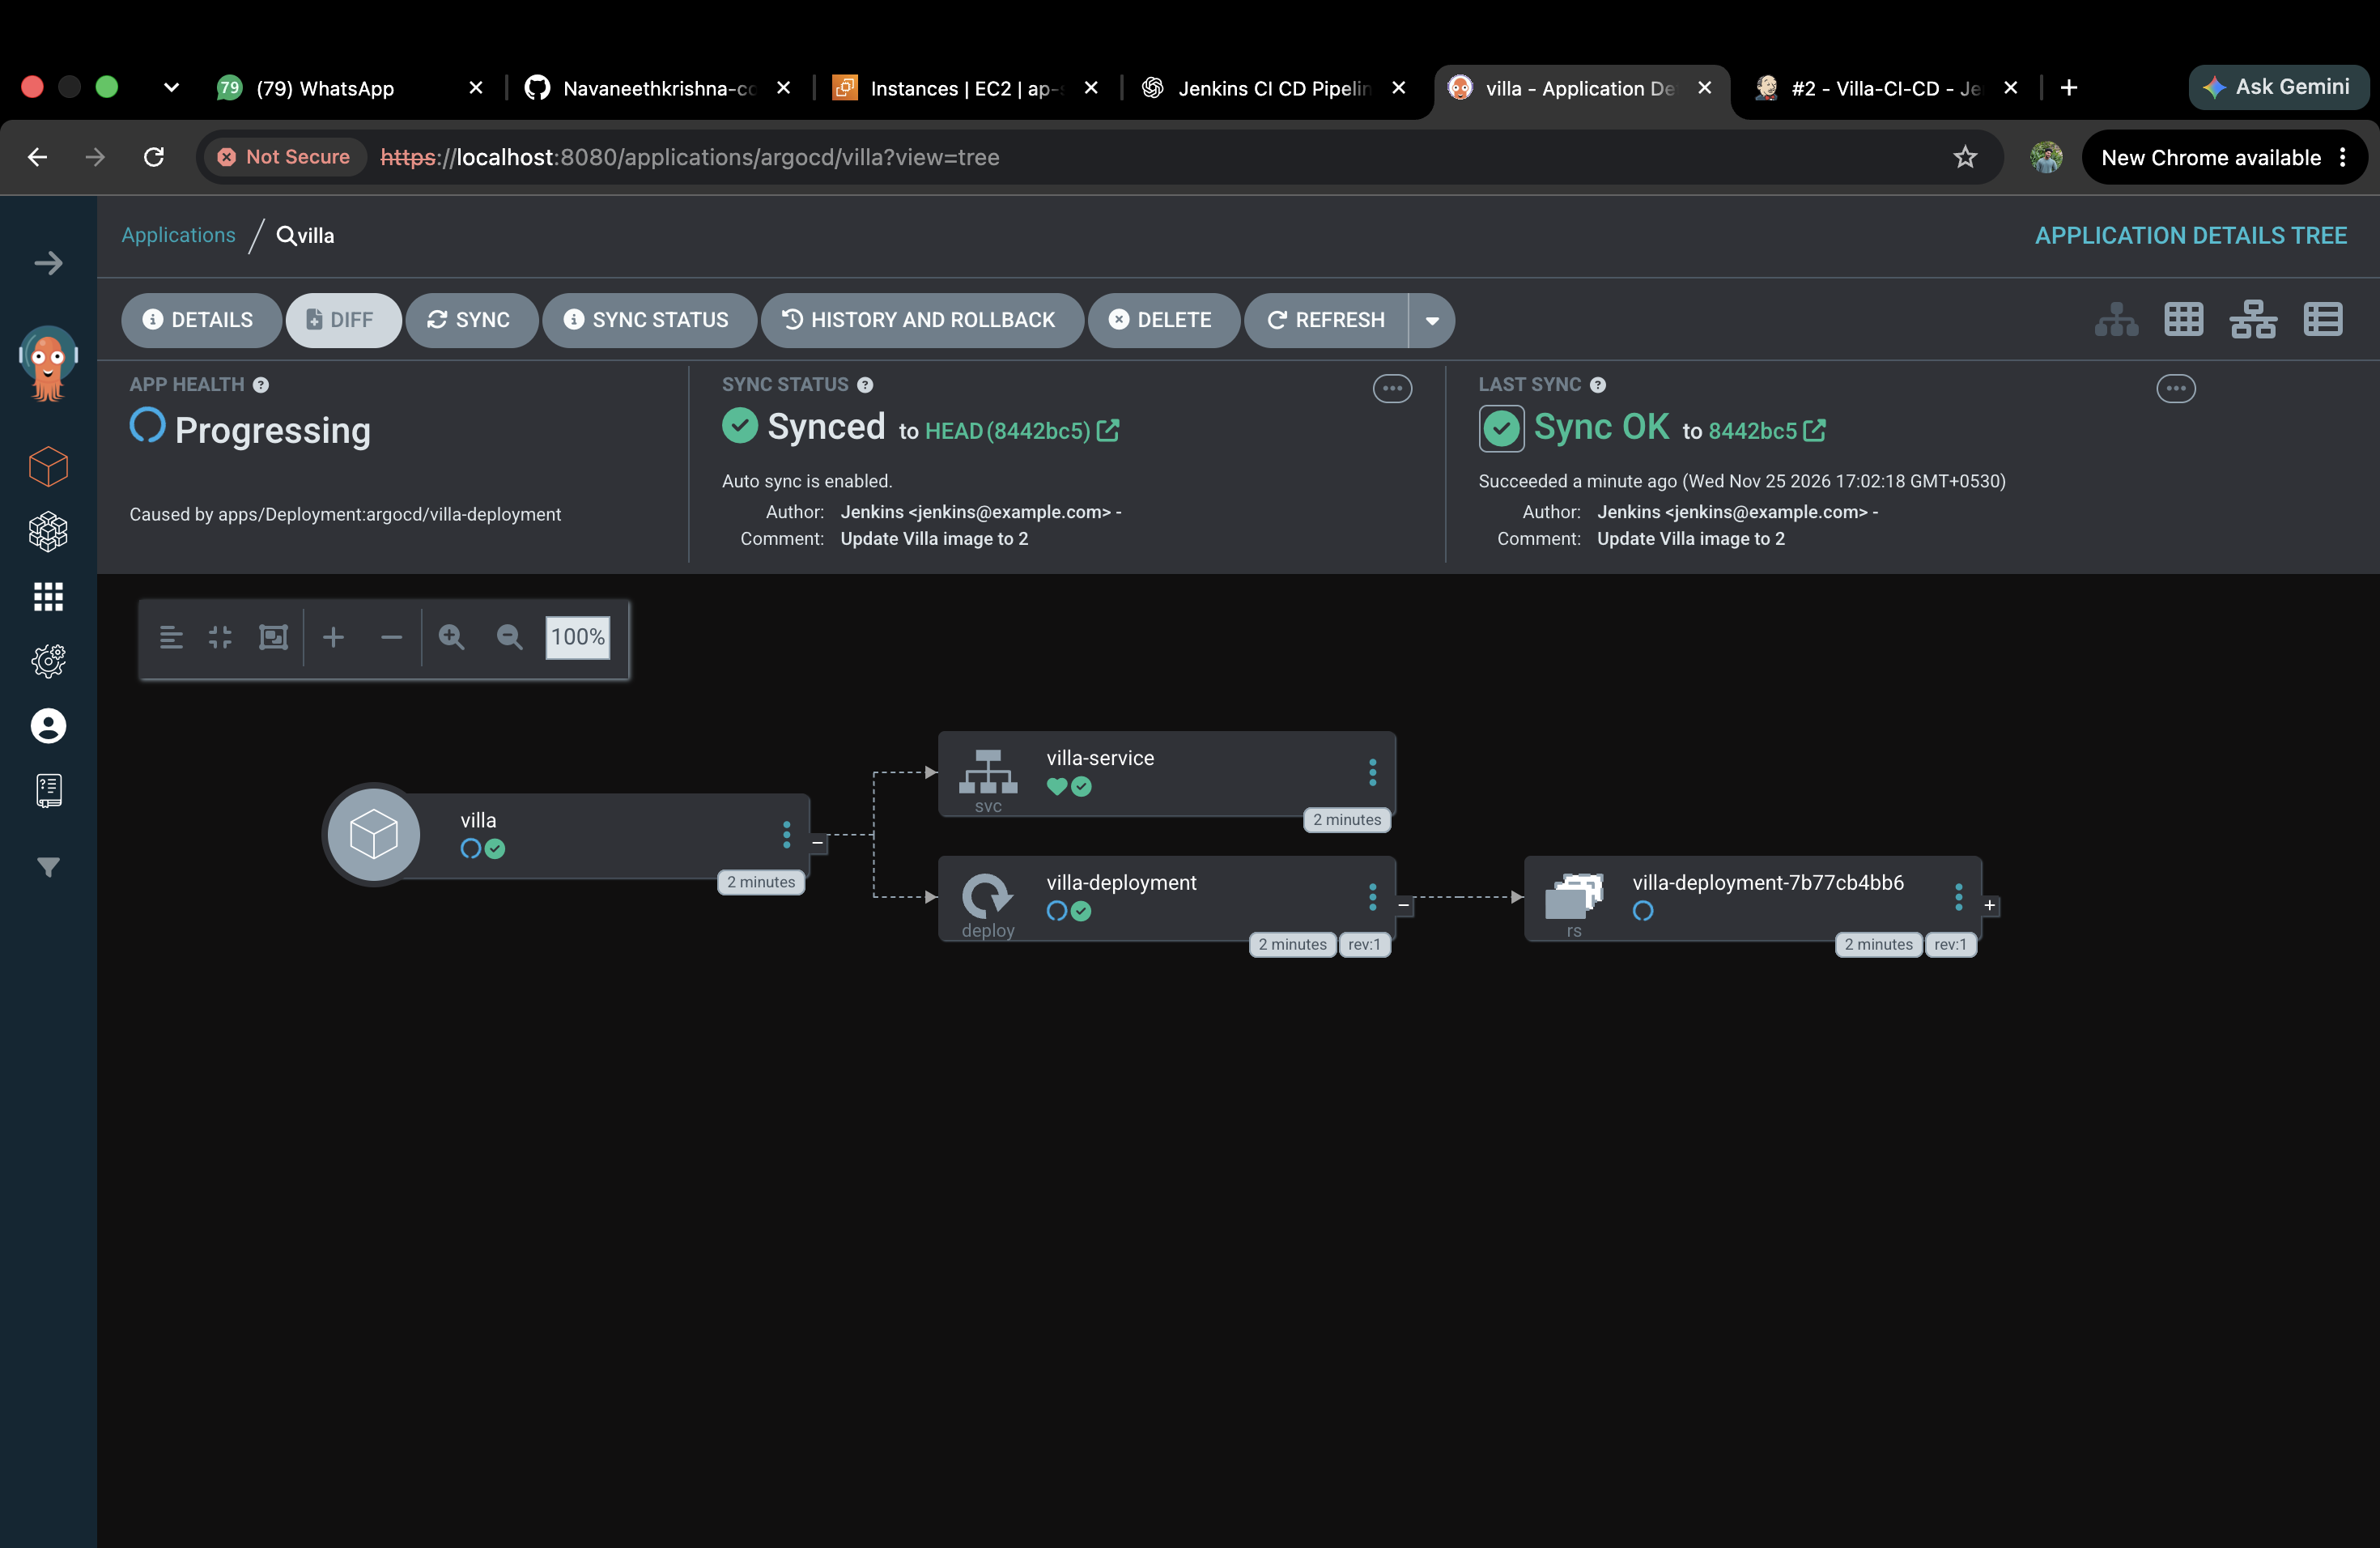 79 (79) WhatsApp
Navaneethkrishna-co
Instances | EC2 | ap-s
Jenkins CI CD Pipelin
villa - Application De
#2 - Villa-CI-CD - Je
Ask Gemini
Not Secure https://localhost:8080/applications/argocd/villa?view=tree
New Chrome available
Applications / villa
APPLICATION DETAILS TREE
DETAILS DIFF SYNC SYNC STATUS HISTORY AND ROLLBACK DELETE REFRESH
APP HEALTH
Progressing
Caused by apps/Deployment:argocd/villa-deployment
SYNC STATUS
Synced to HEAD (8442bc5)
Auto sync is enabled.
Author: Jenkins <jenkins@example.com> -
Comment: Update Villa image to 2
LAST SYNC
Sync OK to 8442bc5
Succeeded a minute ago (Wed Nov 25 2026 17:02:18 GMT+0530)
Author: Jenkins <jenkins@example.com> -
Comment: Update Villa image to 2
100%
villa
2 minutes
villa-service
svc
2 minutes
villa-deployment
deploy
2 minutes rev:1
villa-deployment-7b77cb4bb6
rs
2 minutes rev:1